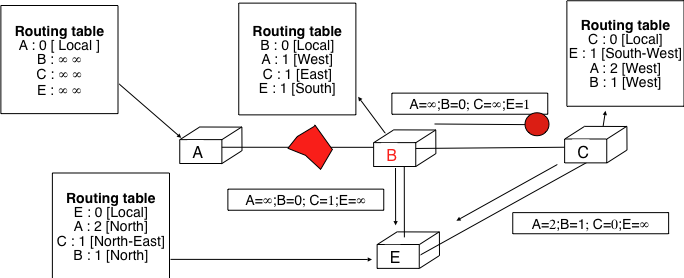 Routing table
A : 0 [ Local ]
B : ∞ ∞
C : ∞ ∞
E : ∞ ∞
Routing table
B : 0 [Local]
A : 1 [West]
C : 1 [East]
E : 1 [South]
Routing table
C : 0 [Local]
E : 1 [South-West]
A : 2 [West]
B : 1 [West]
A=∞;B=0; C=∞;E=1
A
B
C
Routing table
E : 0 [Local]
A : 2 [North]
C : 1 [North-East]
B : 1 [North]
A=∞;B=0; C=1;E=∞
A=2;B=1; C=0;E=∞
E